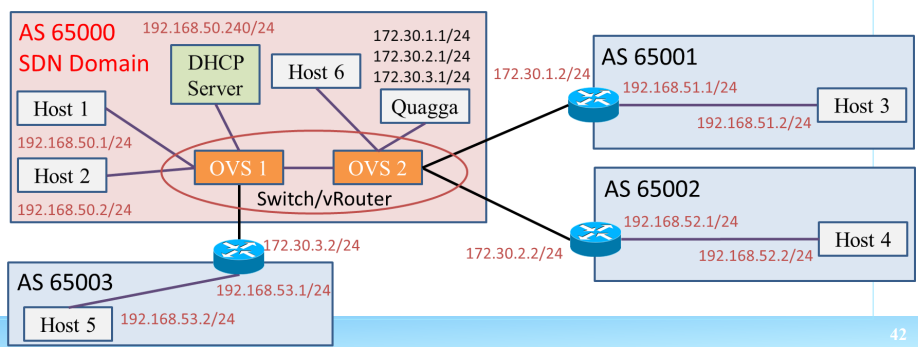 AS 65000
SDN Domain
192.168.50.240/24
DHCP
Server
Host 6
172.30.1.1/24
172.30.2.1/24
172.30.3.1/24
Quagga
Host 1
192.168.50.1/24
Host 2
192.168.50.2/24
OVS 1
OVS 2
Switch/vRouter
172.30.1.2/24
AS 65001
192.168.51.1/24
192.168.51.2/24
Host 3
172.30.2.2/24
AS 65002
192.168.52.1/24
192.168.52.2/24
Host 4
172.30.3.2/24
AS 65003
192.168.53.1/24
Host 5
192.168.53.2/24
42